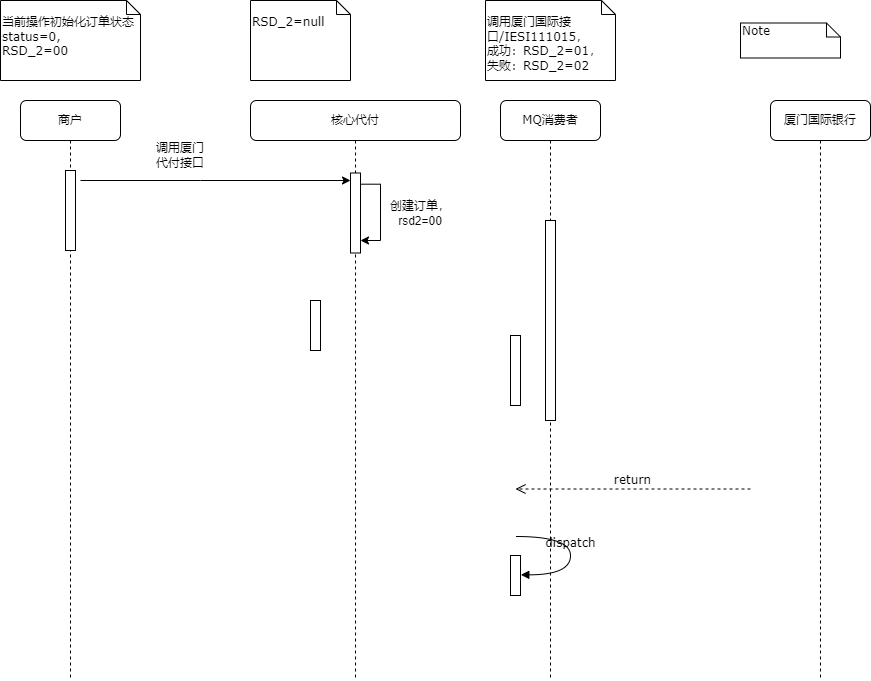 当前操作初始化订单状态
status=0,
RSD_2=00
RSD_2=null
调用厦门国际接
口/IESI111015,
成功：RSD_2=01，
失败：RSD_2=02
Note
商户
核心代付
MQ消费者
厦门国际银行
调用厦门
代付接口
创建订单，
rsd2=00
return
dispatch